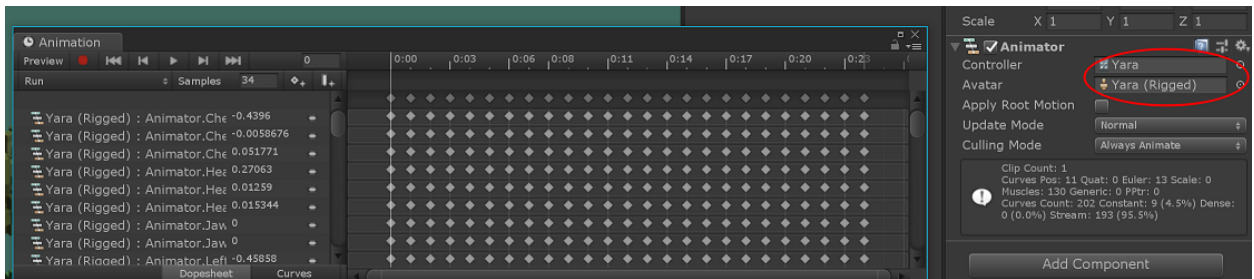 Animation
Preview 0
Run Samples 34
0:00 0:03 0:06 0:08 0:11 0:14 0:17 0:20 0:23
Yara (Rigged) : Animator.Che -0.4396
Yara (Rigged) : Animator.Che -0.0058676
Yara (Rigged) : Animator.Che 0.051771
Yara (Rigged) : Animator.Hea 0.27063
Yara (Rigged) : Animator.Hea 0.01259
Yara (Rigged) : Animator.Hea 0.015344
Yara (Rigged) : Animator.Jaw 0
Yara (Rigged) : Animator.Jaw 0
Yara (Rigged) : Animator.Left -0.45858
Dopesheet Curves
Scale X 1 Y 1 Z 1
Animator
Controller Yara
Avatar Yara (Rigged)
Apply Root Motion
Update Mode Normal
Culling Mode Always Animate
Clip Count: 1
Curves Pos: 11 Quat: 0 Euler: 13 Scale: 0
Muscles: 130 Generic: 0 PPtr: 0
Curves Count: 202 Constant: 9 (4.5%) Dense:
0 (0.0%) Stream: 193 (95.5%)
Add Component